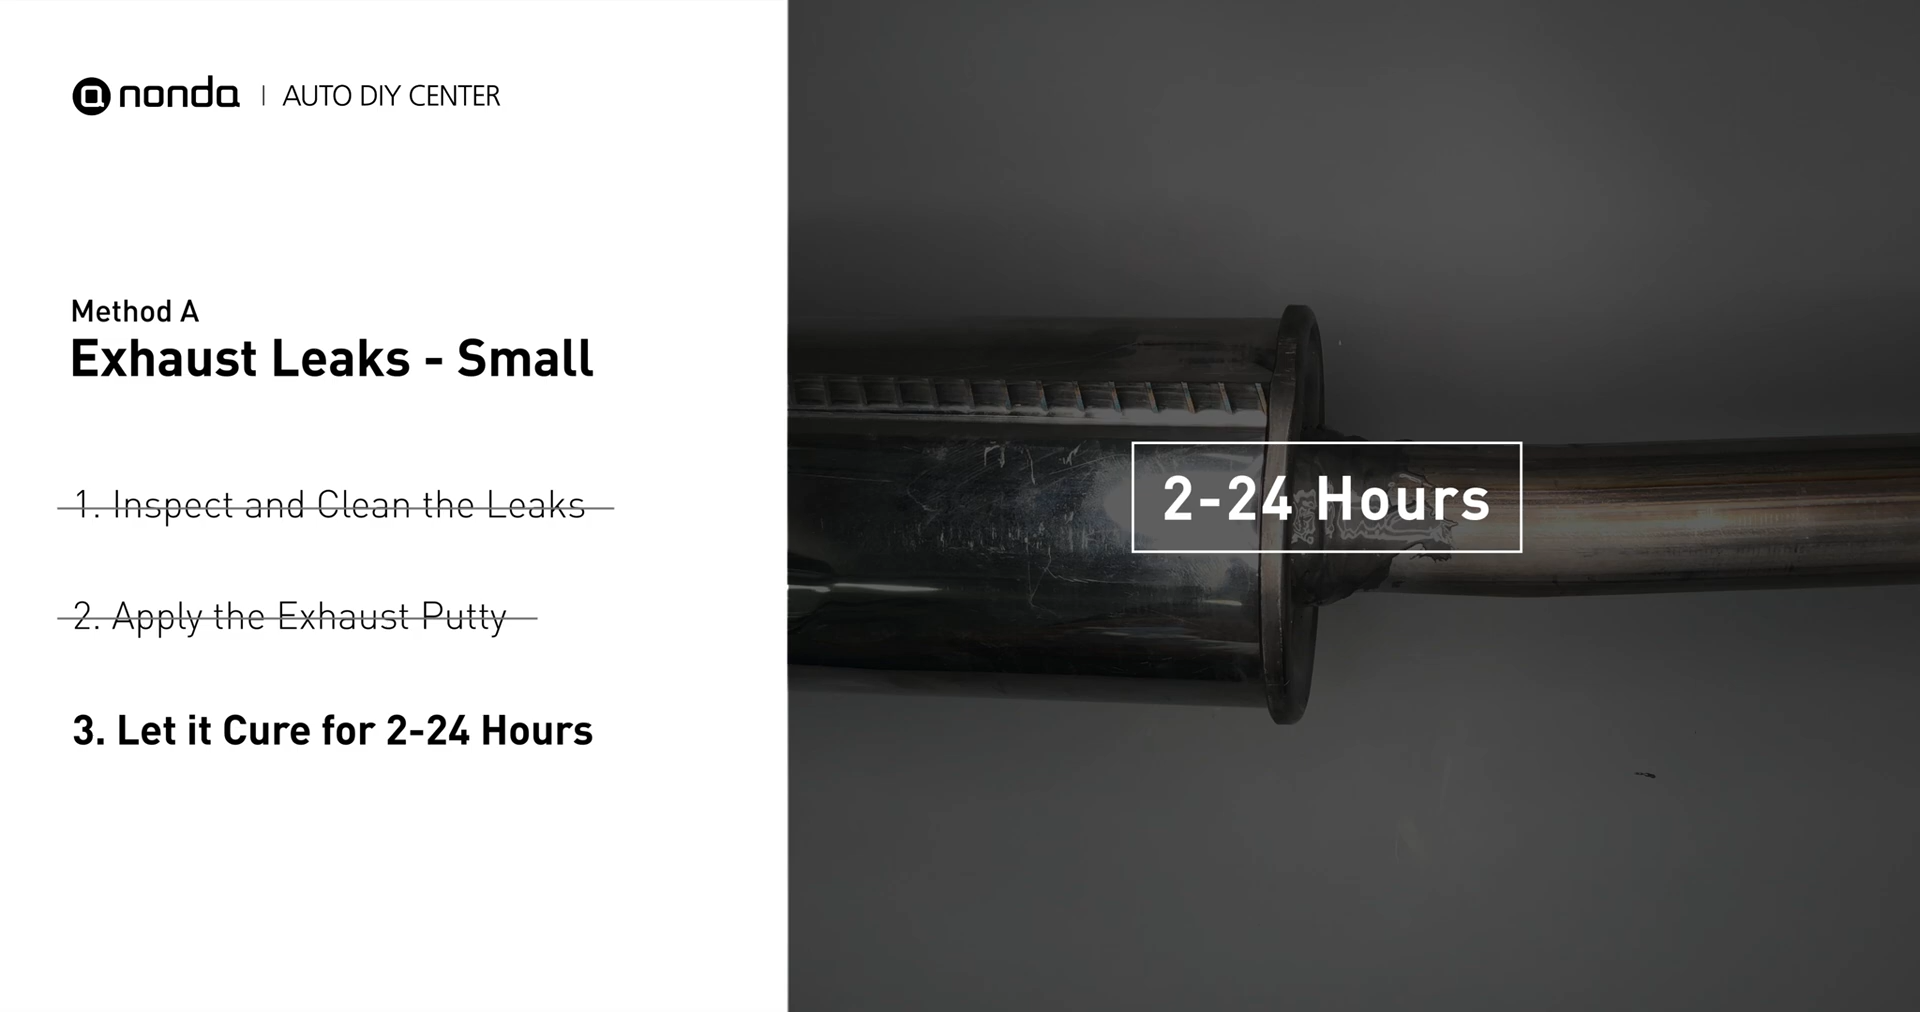 nonda | AUTO DIY CENTER
Method A
Exhaust Leaks - Small
1. Inspect and Clean the Leaks
2. Apply the Exhaust Putty
3. Let it Cure for 2-24 Hours
2-24 Hours